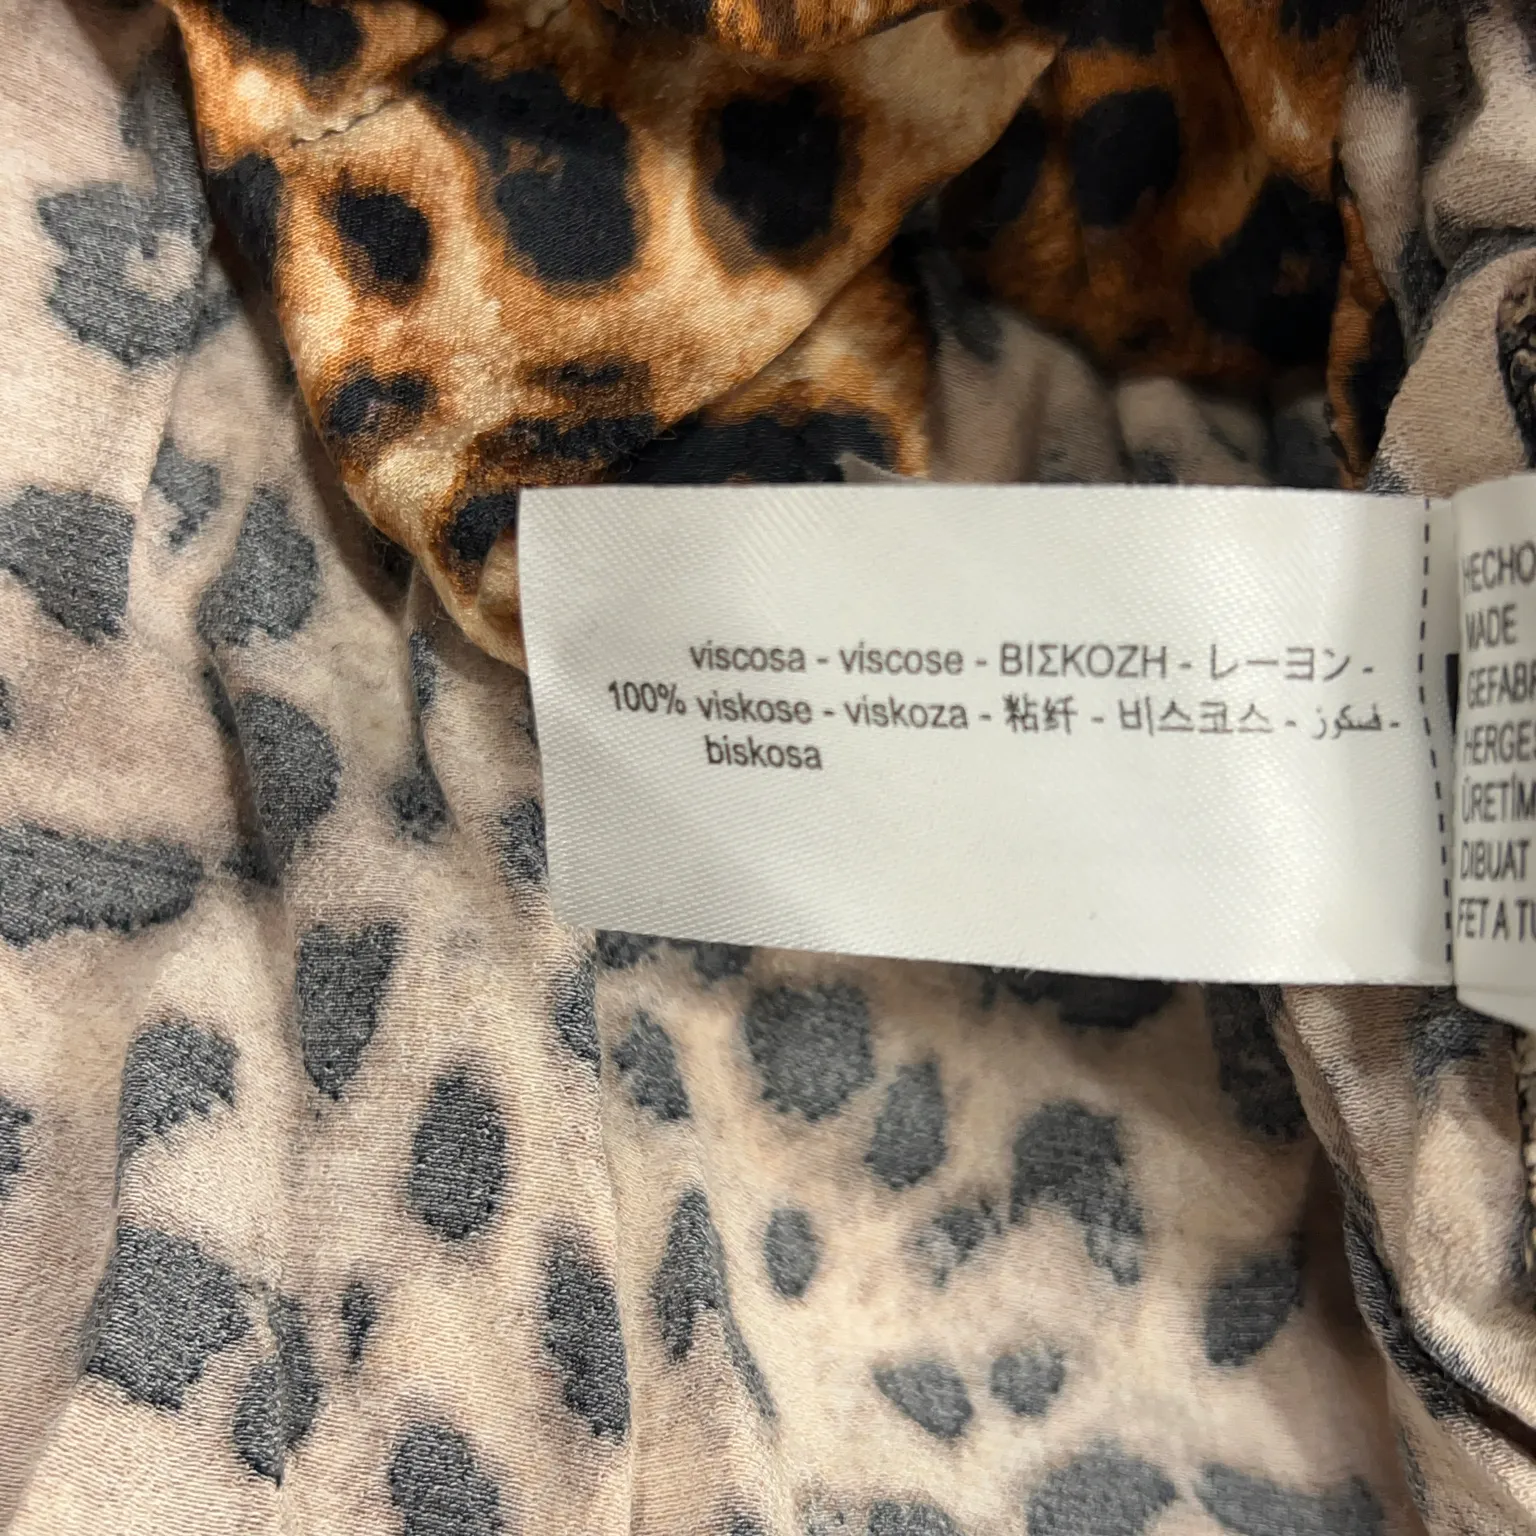 viscosa - viscose - ΒΙΣΚΟΖΗ - レーヨン -
100% viskose - viskoza - 粘纤 - 비스코스 - فسكوز -
biskosa
HECHO
MADE
GEFABR
HERGES
ÜRETİM
DIBUAT
FET A TU